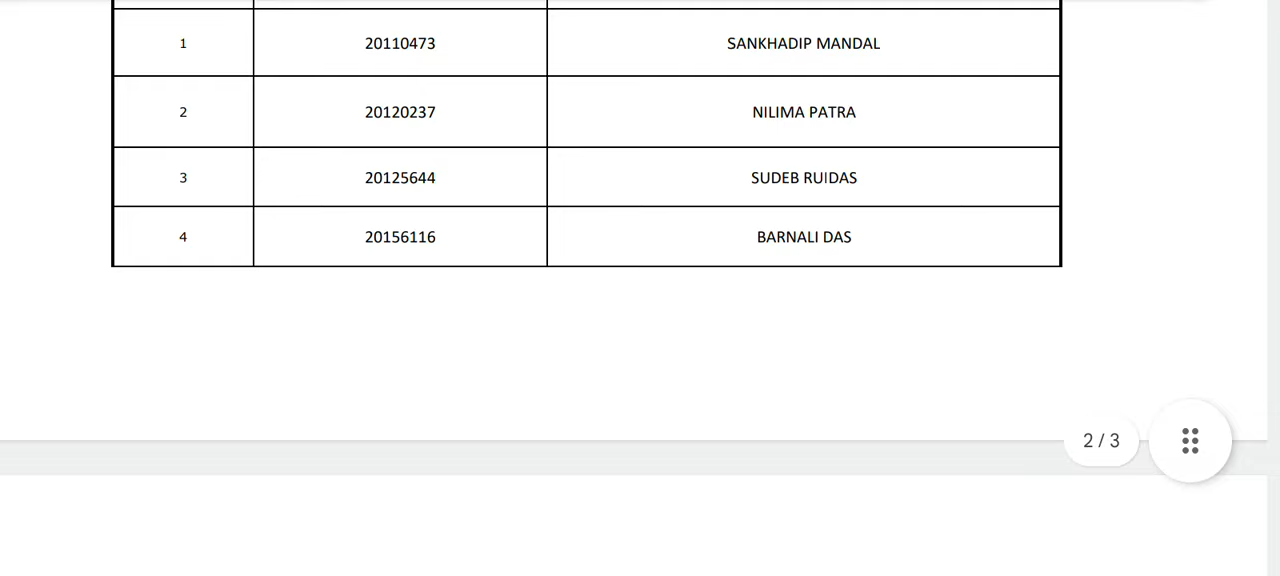 1 20110473 SANKHADIP MANDAL
2 20120237 NILIMA PATRA
3 20125644 SUDEB RUIDAS
4 20156116 BARNALI DAS
2 / 3